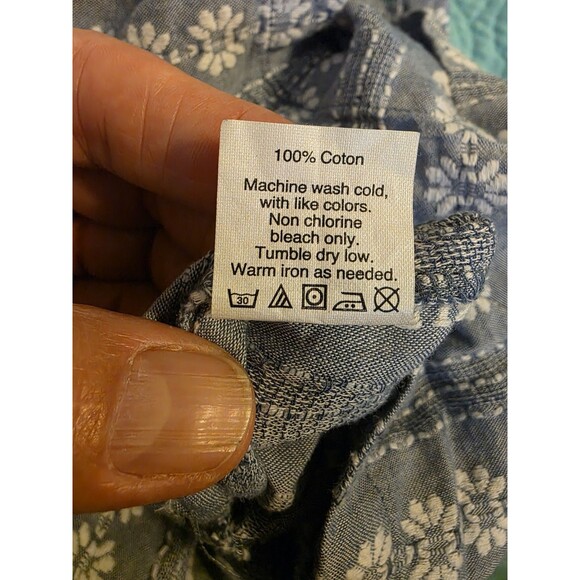 100% Coton
Machine wash cold,
with like colors.
Non chlorine
bleach only.
Tumble dry low.
Warm iron as needed.
30